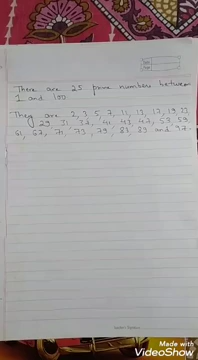 There are 25 prime numbers between
1 and 100
They are 2, 3, 5, 7, 11, 13, 17, 19, 23
29, 31, 37, 41, 43, 47, 53, 59
61, 67, 71, 73, 79, 83, 89 and 97.
Made with
VideoShow